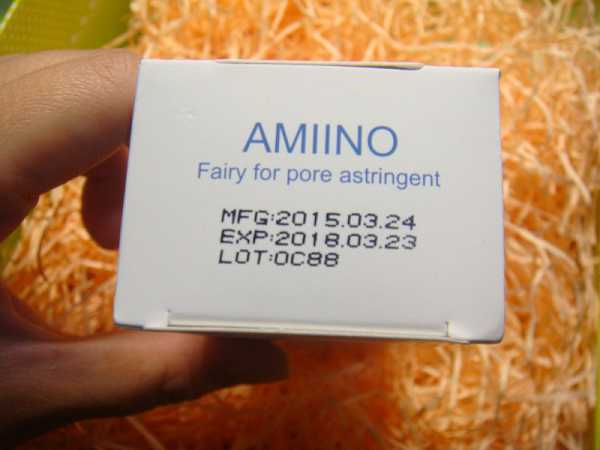 AMIINO
Fairy for pore astringent
MFG:2015.03.24
EXP:2018.03.23
LOT:0C88